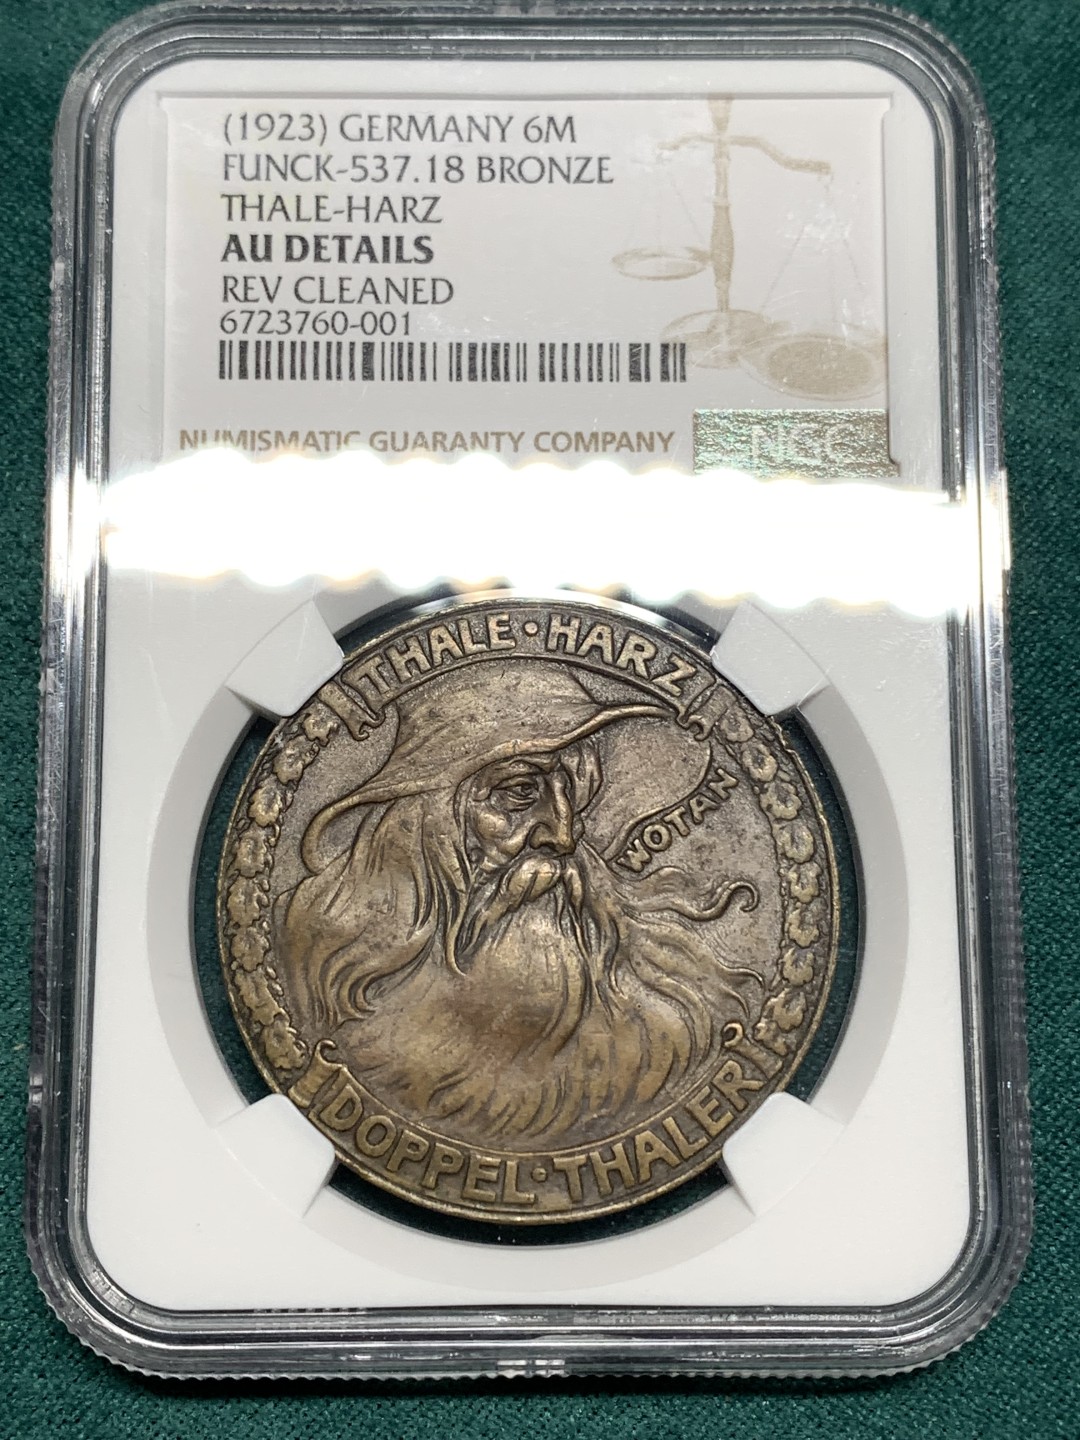 (1923) GERMANY 6M
FUNCK-537.18 BRONZE
THALE-HARZ
AU DETAILS
REV CLEANED
6723760-001
NUMISMATIC GUARANTY COMPANY
NGC
THALE · HARZ
WOTAN
DOPPEL · THALER